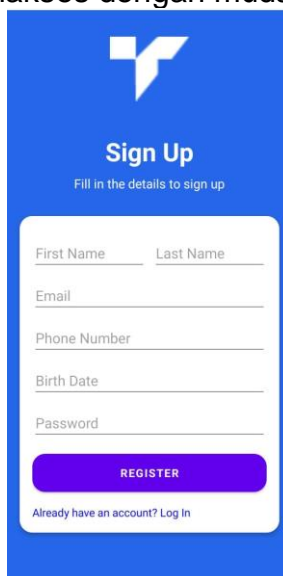 dengan
Sign Up
Fill in the details to sign up
First Name Last Name
Email
Phone Number
Birth Date
Password
REGISTER
Already have an account? Log In